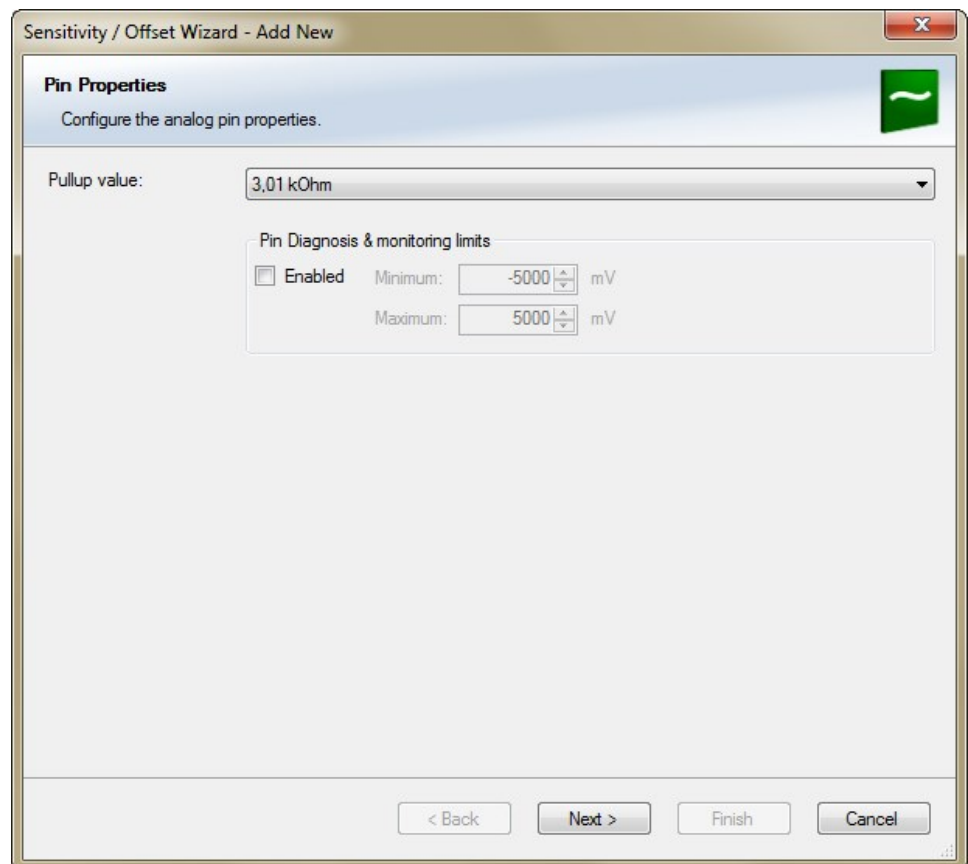 Sensitivity / Offset Wizard - Add New
Pin Properties
Configure the analog pin properties.
Pullup value: 3,01 kOhm
Pin Diagnosis & monitoring limits
Enabled Minimum: -5000 mV
Maximum: 5000 mV
< Back Next > Finish Cancel